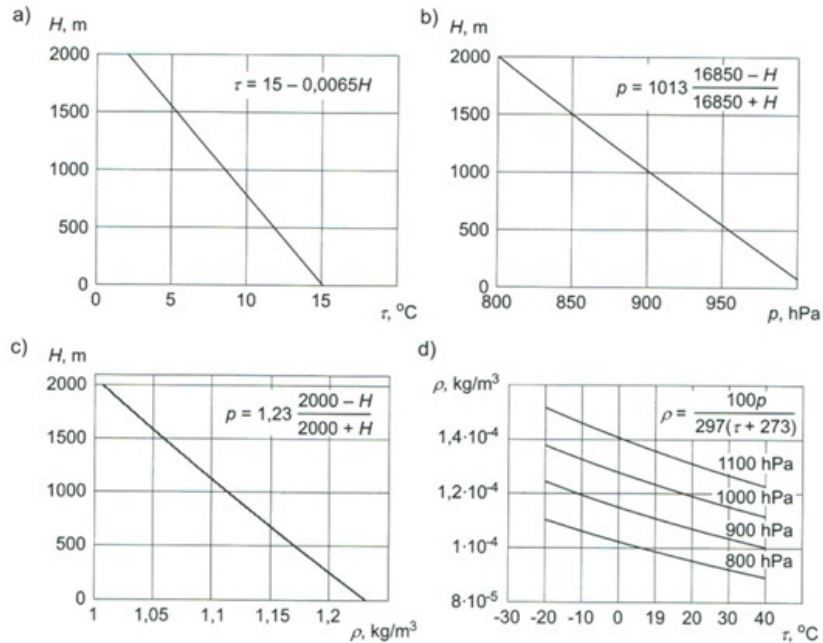 a)
H, m
2000
1500
1000
500
0
0
5
10
15
τ, °C
τ = 15 – 0,0065H
b)
H, m
2000
1500
1000
500
0
800
850
900
950
p, hPa
p = 1013 (16850 – H) / (16850 + H)
c)
H, m
2000
1500
1000
500
0
1
1,05
1,1
1,15
1,2
ρ, kg/m³
p = 1,23 (2000 – H) / (2000 + H)
d)
ρ, kg/m³
1,4·10⁻⁴
1,2·10⁻⁴
1·10⁻⁴
8·10⁻⁵
-30
-20
-10
0
19
20
30
40
τ, °C
ρ = 100p / 297(τ + 273)
1100 hPa
1000 hPa
900 hPa
800 hPa